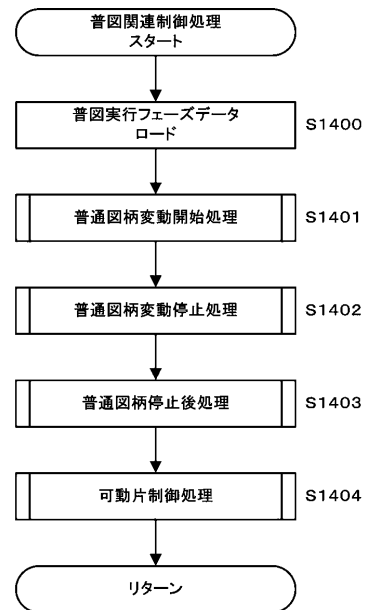 普図関連制御処理
スタート
普図実行フェーズデータ
ロード
S1400
普通図柄変動開始処理
S1401
普通図柄変動停止処理
S1402
普通図柄停止後処理
S1403
可動片制御処理
S1404
リターン